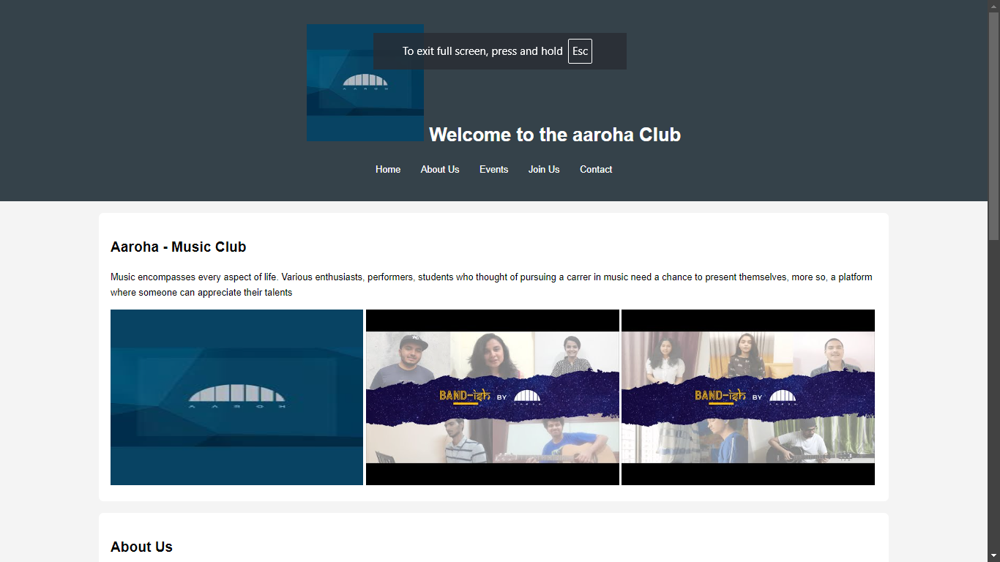 To exit full screen, press and hold Esc
AAROH
Welcome to the aaroha Club
Home About Us Events Join Us Contact
Aaroha - Music Club
Music encompasses every aspect of life. Various enthusiasts, performers, students who thought of pursuing a carrer in music need a chance to present themselves, more so, a platform
where someone can appreciate their talents
AAROH
BAND-ish BY AAROH
BAND-ish BY AAROH
About Us